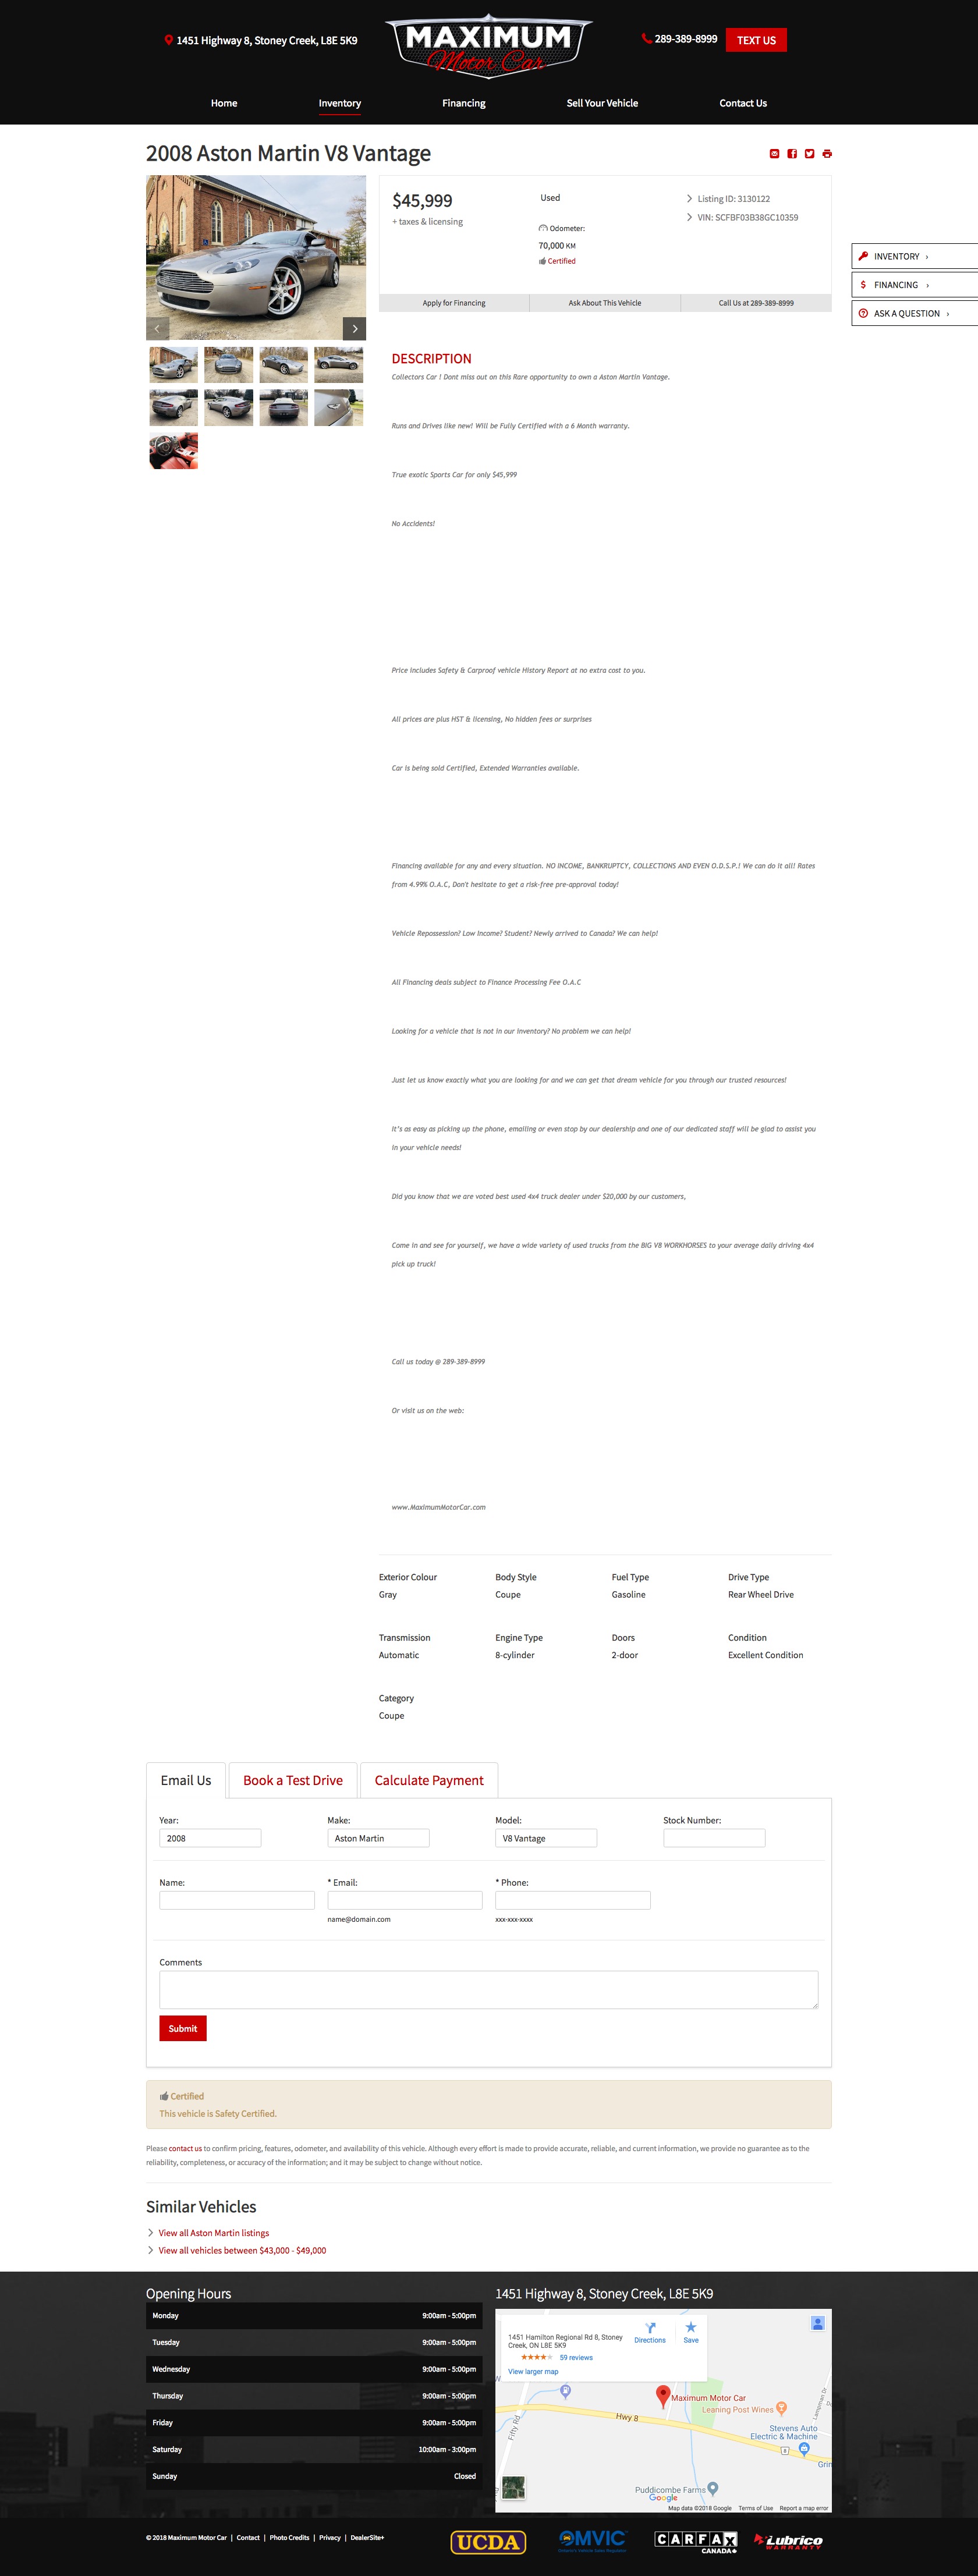 1451 Highway 8, Stoney Creek, L8E 5K9
MAXIMUM
Motor Car
289-389-8999
TEXT US
Home
Inventory
Financing
Sell Your Vehicle
Contact Us
2008 Aston Martin V8 Vantage
$45,999
+ taxes & licensing
Used
Odometer:
70,000 KM
Certified
Listing ID: 3130122
VIN: SCFBF03B38GC10359
Apply for Financing
Ask About This Vehicle
Call Us at 289-389-8999
INVENTORY ›
$ FINANCING ›
ASK A QUESTION ›
DESCRIPTION
Collectors Car ! Dont miss out on this Rare opportunity to own a Aston Martin Vantage.
Runs and Drives like new! Will be Fully Certified with a 6 Month warranty.
True exotic Sports Car for only $45,999
No Accidents!
Price includes Safety & Carproof vehicle History Report at no extra cost to you.
All prices are plus HST & licensing, No hidden fees or surprises
Car is being sold Certified, Extended Warranties available.
Financing available for any and every situation. NO INCOME, BANKRUPTCY, COLLECTIONS AND EVEN O.D.S.P.! We can do it all! Rates
from 4.99% O.A.C, Don't hesitate to get a risk-free pre-approval today!
Vehicle Repossession? Low Income? Student? Newly arrived to Canada? We can help!
All Financing deals subject to Finance Processing Fee O.A.C
Looking for a vehicle that is not in our inventory? No problem we can help!
Just let us know exactly what you are looking for and we can get that dream vehicle for you through our trusted resources!
It's as easy as picking up the phone, emailing or even stop by our dealership and one of our dedicated staff will be glad to assist you
in your vehicle needs!
Did you know that we are voted best used 4x4 truck dealer under $20,000 by our customers,
Come in and see for yourself, we have a wide variety of used trucks from the BIG V8 WORKHORSES to your average daily driving 4x4
pick up truck!
Call us today @ 289-389-8999
Or visit us on the web:
www.MaximumMotorCar.com
Exterior Colour
Gray
Body Style
Coupe
Fuel Type
Gasoline
Drive Type
Rear Wheel Drive
Transmission
Automatic
Engine Type
8-cylinder
Doors
2-door
Condition
Excellent Condition
Category
Coupe
Email Us
Book a Test Drive
Calculate Payment
Year:
2008
Make:
Aston Martin
Model:
V8 Vantage
Stock Number:
Name:
* Email:
name@domain.com
* Phone:
xxx-xxx-xxxx
Comments
Submit
Certified
This vehicle is Safety Certified.
Please contact us to confirm pricing, features, odometer, and availability of this vehicle. Although every effort is made to provide accurate, reliable, and current information, we provide no guarantee as to the
reliability, completeness, or accuracy of the information; and it may be subject to change without notice.
Similar Vehicles
View all Aston Martin listings
View all vehicles between $43,000 - $49,000
Opening Hours
Monday 9:00am - 5:00pm
Tuesday 9:00am - 5:00pm
Wednesday 9:00am - 5:00pm
Thursday 9:00am - 5:00pm
Friday 9:00am - 5:00pm
Saturday 10:00am - 3:00pm
Sunday Closed
1451 Highway 8, Stoney Creek, L8E 5K9
1451 Hamilton Regional Rd 8, Stoney
Creek, ON L8E 5K9
59 reviews
View larger map
Directions
Save
Maximum Motor Car
Leaning Post Wines
Hwy 8
Fifty Rd
Lampman Dr
Stevens Auto
Electric & Machine
8
Grim
Puddicombe Farms
Google
Map data ©2018 Google
Terms of Use
Report a map error
© 2018 Maximum Motor Car | Contact | Photo Credits | Privacy | DealerSite+
UCDA
OMVIC
CARFAX
CANADA
Lubrico
WARRANTY